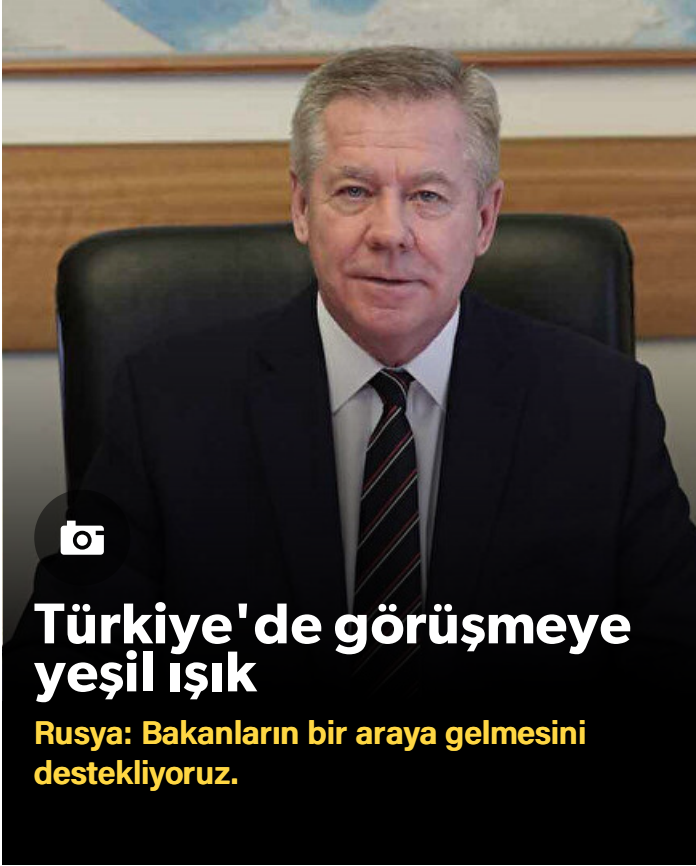 Türkiye'de görüşmeye
yeşil ışık
Rusya: Bakanların bir araya gelmesini
destekliyoruz.